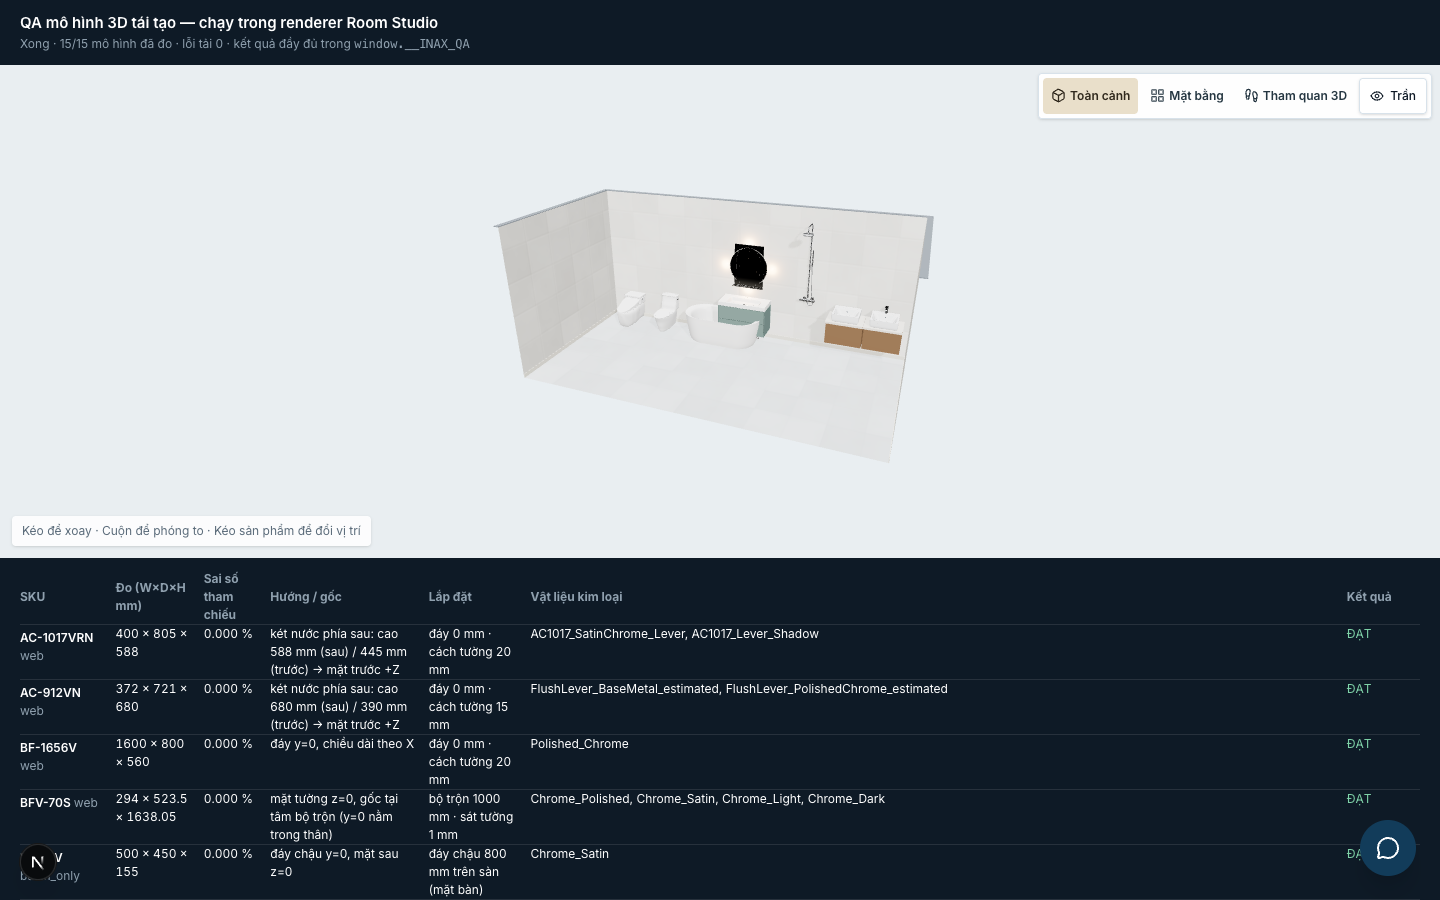 QA mô hình 3D tái tạo — chạy trong renderer Room Studio
Xong · 15/15 mô hình đã đo · lỗi tải 0 · kết quả đầy đủ trong window.__INAX_QA
Toàn cảnh
Mặt bằng
Tham quan 3D
Trần
Kéo để xoay · Cuộn để phóng to · Kéo sản phẩm để đổi vị trí
SKU
Đo (W×D×H
mm)
Sai số
tham
chiếu
Hướng / gốc
Lắp đặt
Vật liệu kim loại
Kết quả
AC-1017VRN
web
400 × 805 ×
588
0.000 %
két nước phía sau: cao
588 mm (sau) / 445 mm
(trước) → mặt trước +Z
đáy 0 mm ·
cách tường 20
mm
AC1017_SatinChrome_Lever, AC1017_Lever_Shadow
ĐẠT
AC-912VN
web
372 × 721 ×
680
0.000 %
két nước phía sau: cao
680 mm (sau) / 390 mm
(trước) → mặt trước +Z
đáy 0 mm ·
cách tường 15
mm
FlushLever_BaseMetal_estimated, FlushLever_PolishedChrome_estimated
ĐẠT
BF-1656V
web
1600 × 800
× 560
0.000 %
đáy y=0, chiều dài theo X
đáy 0 mm ·
cách tường 20
mm
Polished_Chrome
ĐẠT
BFV-70S web
294 × 523.5
× 1638.05
0.000 %
mặt tường z=0, gốc tại
tâm bộ trộn (y=0 nằm
trong thân)
bộ trộn 1000
mm · sát tường
1 mm
Chrome_Polished, Chrome_Satin, Chrome_Light, Chrome_Dark
ĐẠT
V
_only
500 × 450 ×
155
0.000 %
đáy chậu y=0, mặt sau
z=0
đáy chậu 800
mm trên sàn
(mặt bàn)
Chrome_Satin